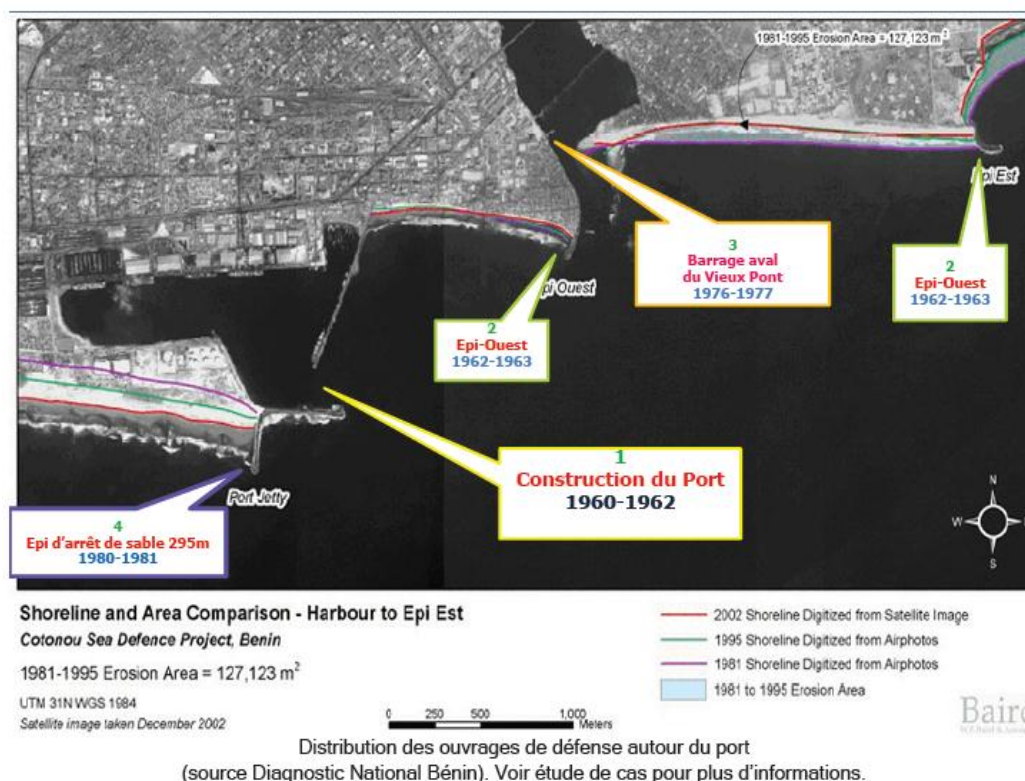 1981-1995 Erosion Area = 127,123 m²
Epi Est
3
Barrage aval
du Vieux Pont
1976-1977
2
Epi-Ouest
1962-1963
Epi Ouest
2
Epi-Ouest
1962-1963
1
Construction du Port
1960-1962
Port Jetty
4
Epi d'arrêt de sable 295m
1980-1981
N
W E
S
Shoreline and Area Comparison - Harbour to Epi Est
Cotonou Sea Defence Project, Benin
1981-1995 Erosion Area = 127,123 m²
UTM 31N WGS 1984
Satellite image taken December 2002
0 250 500 1,000
Meters
2002 Shoreline Digitized from Satellite Image
1995 Shoreline Digitized from Airphotos
1981 Shoreline Digitized from Airphotos
1981 to 1995 Erosion Area
Distribution des ouvrages de défense autour du port
(source Diagnostic National Bénin). Voir étude de cas pour plus d'informations.